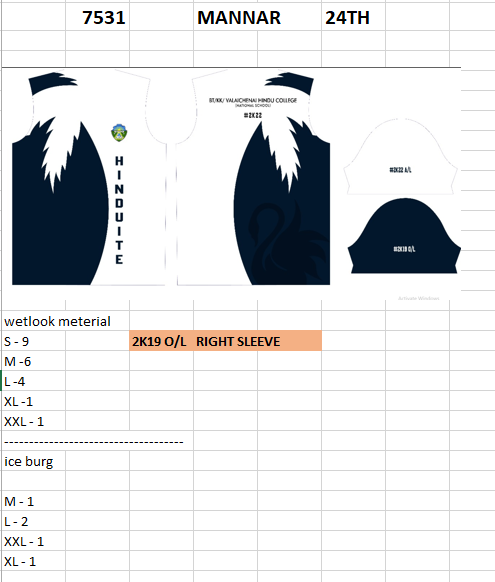 7531 MANNAR 24TH
BT/KK/ VALAICHENAI HINDU COLLEGE
(NATIONAL SCHOOL)
#2K22
HINDUITE
#2K22 A/L
#2K19 O/L
Activate Windows
wetlook meterial
S - 9 2K19 O/L RIGHT SLEEVE
M -6
L -4
XL -1
XXL - 1
------------------------------------
ice burg
M - 1
L - 2
XXL - 1
XL - 1